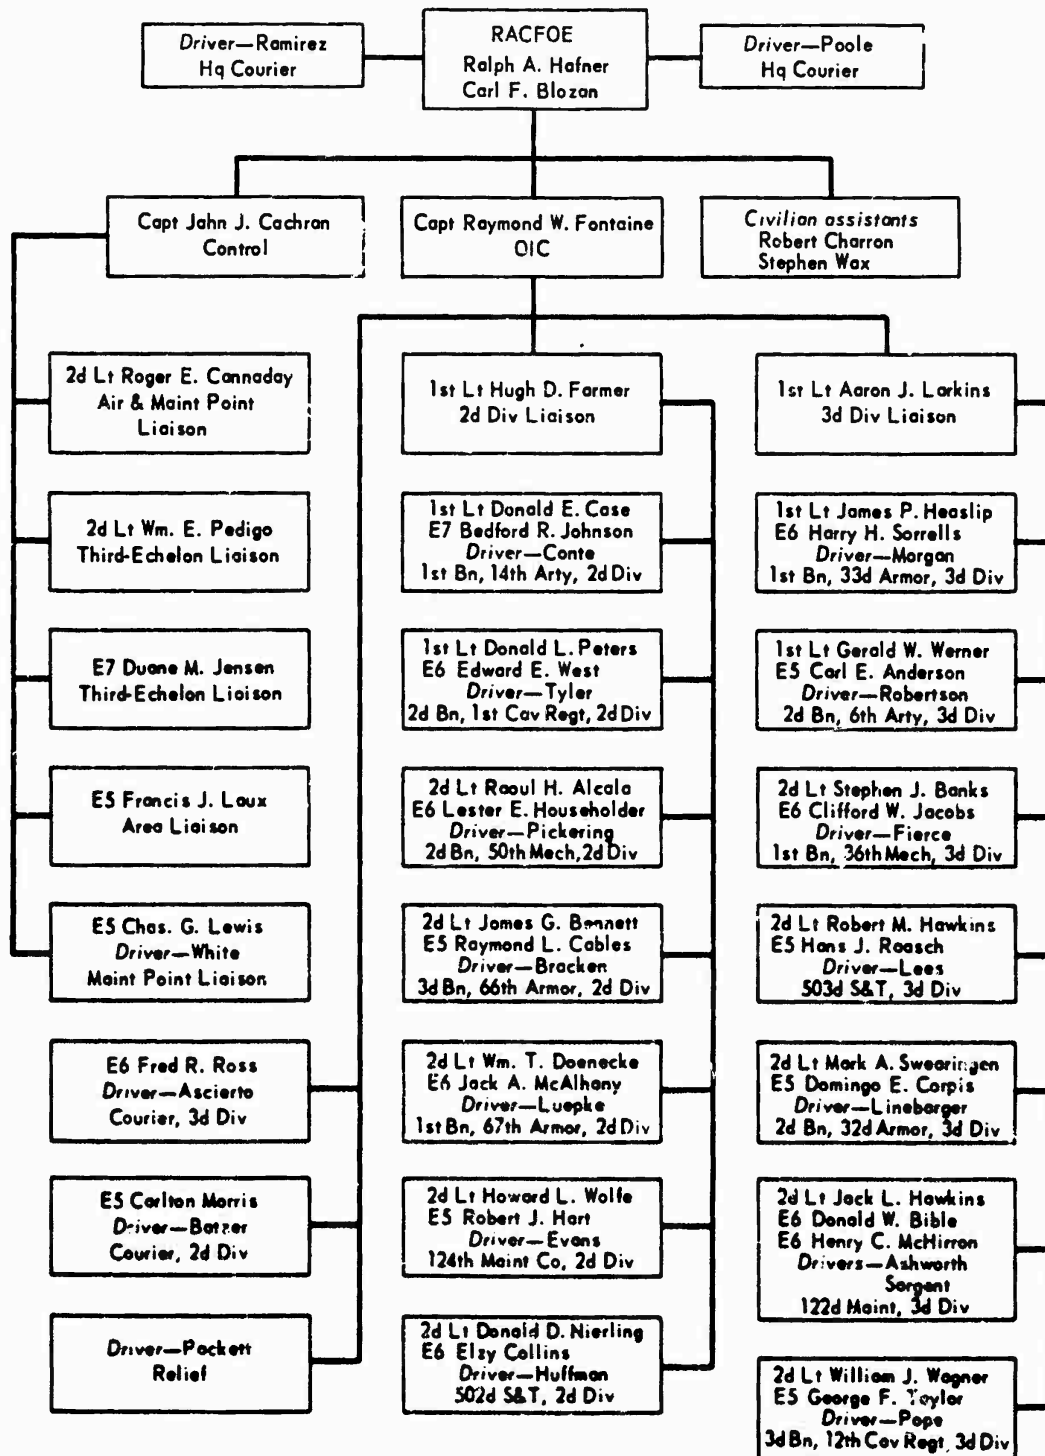 Driver—Ramirez
Hq Courier
RACFOE
Ralph A. Hafner
Carl F. Blozan
Driver—Poole
Hq Courier
Capt Jahn J. Cachran
Control
Capt Raymond W. Fontaine
OIC
Civilian assistants
Robert Charron
Stephen Wax
2d Lt Roger E. Cannaday
Air & Maint Point
Liaison
2d Lt Wm. E. Pedigo
Third-Echelon Liaison
E7 Duane M. Jensen
Third-Echelon Liaison
E5 Francis J. Laux
Area Liaison
E5 Chas. G. Lewis
Driver—White
Maint Point Liaison
E6 Fred R. Ross
Driver—Ascierto
Courier, 3d Div
E5 Carlton Morris
Driver—Batzer
Courier, 2d Div
Driver—Pockett
Relief
1st Lt Hugh D. Farmer
2d Div Liaison
1st Lt Donald E. Case
E7 Bedford R. Johnson
Driver—Conte
1st Bn, 14th Arty, 2d Div
1st Lt Donald L. Peters
E6 Edward E. West
Driver—Tyler
2d Bn, 1st Cav Regt, 2d Div
2d Lt Raoul H. Alcala
E6 Lester E. Householder
Driver—Pickering
2d Bn, 50th Mech, 2d Div
2d Lt James G. Bennett
E5 Raymond L. Cables
Driver—Bracken
3d Bn, 66th Armor, 2d Div
2d Lt Wm. T. Doenecke
E6 Jack A. McAlhany
Driver—Luepke
1st Bn, 67th Armor, 2d Div
2d Lt Howard L. Wolfe
E5 Robert J. Hart
Driver—Evans
124th Maint Co, 2d Div
2d Lt Donald D. Nierling
E6 Elzy Collins
Driver—Huffman
502d S&T, 2d Div
1st Lt Aaron J. Larkins
3d Div Liaison
1st Lt James P. Heaslip
E6 Harry H. Sorrells
Driver—Morgan
1st Bn, 33d Armor, 3d Div
1st Lt Gerald W. Werner
E5 Carl E. Anderson
Driver—Robertson
2d Bn, 6th Arty, 3d Div
2d Lt Stephen J. Banks
E6 Clifford W. Jacobs
Driver—Fierce
1st Bn, 36th Mech, 3d Div
2d Lt Robert M. Hawkins
E5 Hans J. Raasch
Driver—Lees
503d S&T, 3d Div
2d Lt Mark A. Swearingen
E5 Domingo E. Corpis
Driver—Linebarger
2d Bn, 32d Armor, 3d Div
2d Lt Jack L. Hawkins
E6 Donald W. Bible
E6 Henry C. McHirron
Drivers—Ashworth
Sargent
122d Maint, 3d Div
2d Lt William J. Wagner
E5 George F. Taylor
Driver—Pope
3d Bn, 12th Cav Regt, 3d Div